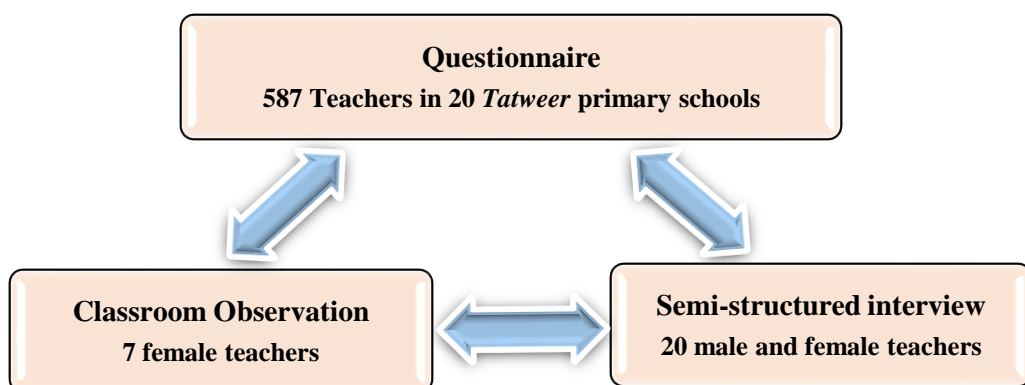 Questionnaire
587 Teachers in 20 Tatweer primary schools
Classroom Observation
7 female teachers
Semi-structured interview
20 male and female teachers